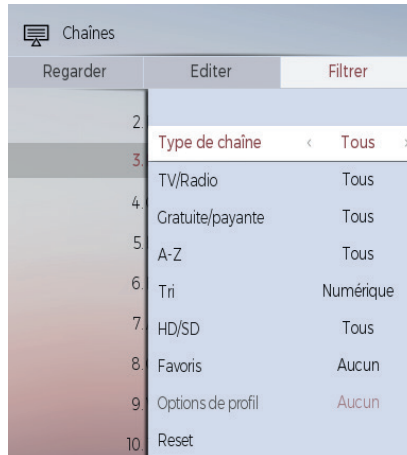 Chaînes
Regarder Editer Filtrer
2.
Type de chaîne < Tous >
3.
TV/Radio Tous
4.
Gratuite/payante Tous
5.
A-Z Tous
6.
Tri Numérique
7.
HD/SD Tous
8.
Favoris Aucun
9.
Options de profil Aucun
10.
Reset